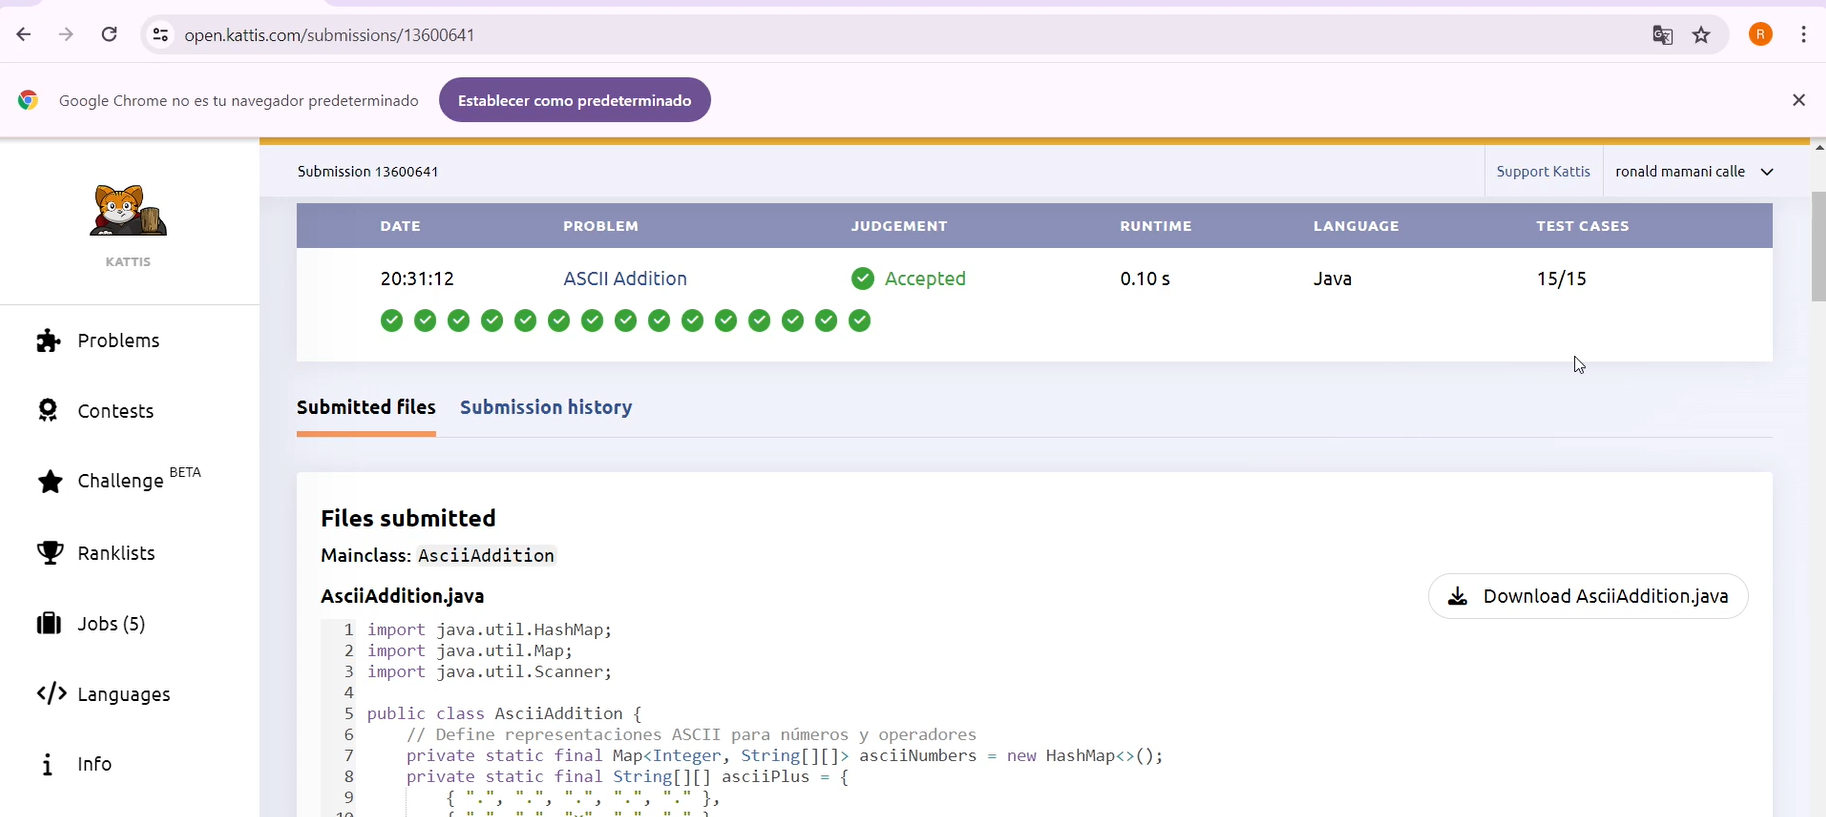 open.kattis.com/submissions/13600641
R
Google Chrome no es tu navegador predeterminado
Establecer como predeterminado
Submission 13600641
Support Kattis
ronald mamani calle
KATTIS
DATE PROBLEM JUDGEMENT RUNTIME LANGUAGE TEST CASES
20:31:12 ASCII Addition Accepted 0.10 s Java 15/15
Problems
Contests
Challenge BETA
Ranklists
Jobs (5)
Languages
Info
Submitted files Submission history
Files submitted
Mainclass: AsciiAddition
AsciiAddition.java
Download AsciiAddition.java
1 import java.util.HashMap;
2 import java.util.Map;
3 import java.util.Scanner;
4
5 public class AsciiAddition {
6 // Define representaciones ASCII para números y operadores
7 private static final Map<Integer, String[][]> asciiNumbers = new HashMap<>();
8 private static final String[][] asciiPlus = {
9 { ".", ".", ".", ".", "." },